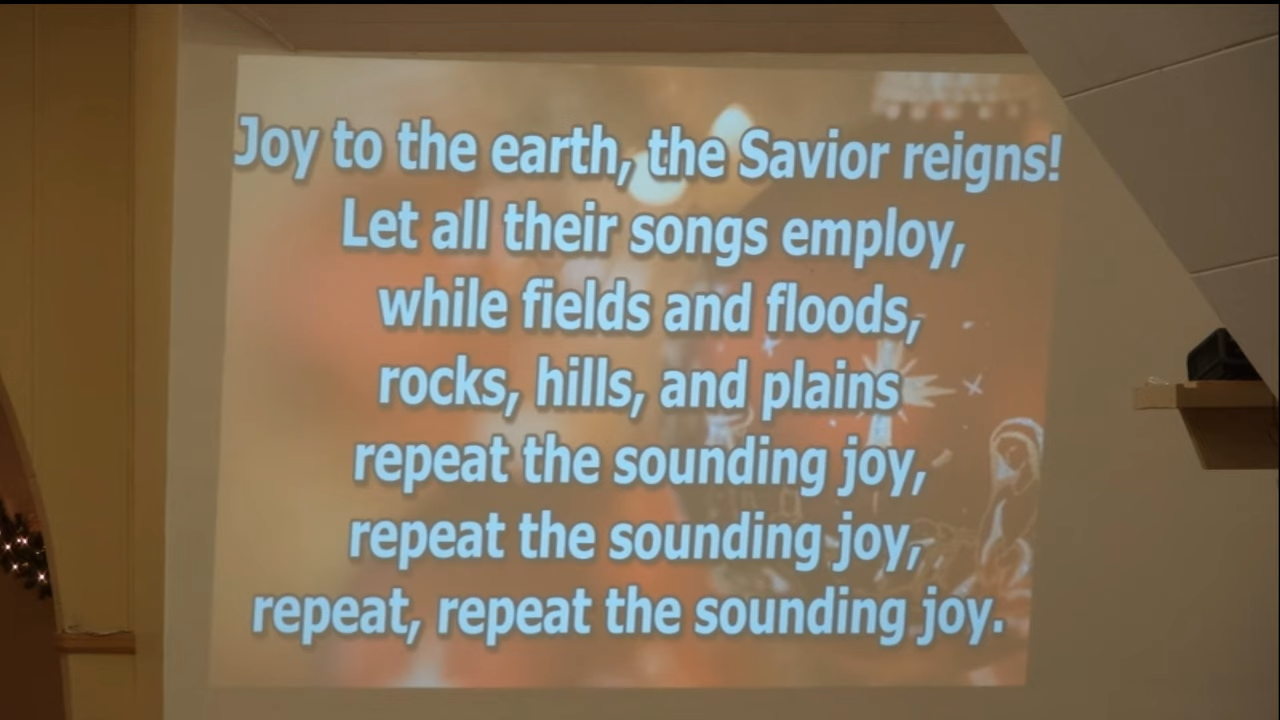 Joy to the earth, the Savior reigns!
Let all their songs employ,
while fields and floods,
rocks, hills, and plains
repeat the sounding joy,
repeat the sounding joy,
repeat, repeat the sounding joy.